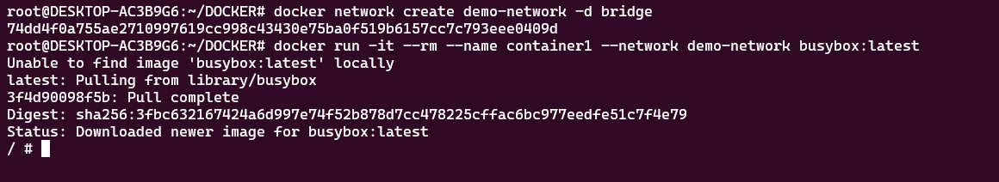 root@DESKTOP-AC3B9G6:~/DOCKER# docker network create demo-network -d bridge
74dd4f0a755ae2710997619cc998c43430e75ba0f519b6157cc7c793eee0409d
root@DESKTOP-AC3B9G6:~/DOCKER# docker run -it --rm --name container1 --network demo-network busybox:latest
Unable to find image 'busybox:latest' locally
latest: Pulling from library/busybox
3f4d90098f5b: Pull complete
Digest: sha256:3fbc632167424a6d997e74f52b878d7cc478225cffac6bc977eedfe51c7f4e79
Status: Downloaded newer image for busybox:latest
/ #